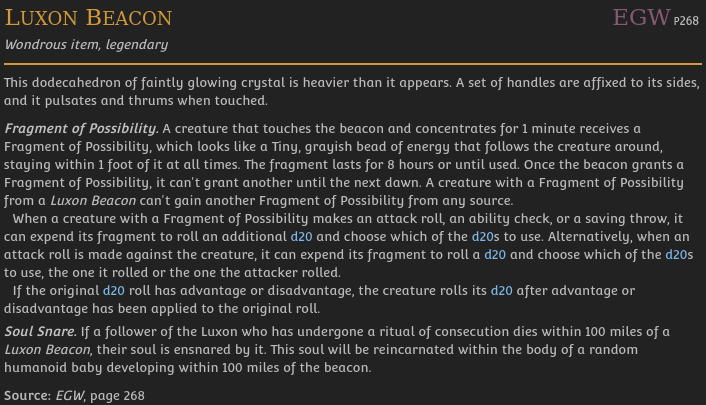 Luxon Beacon EGW P268
Wondrous item, legendary
This dodecahedron of faintly glowing crystal is heavier than it appears. A set of handles are affixed to its sides,
and it pulsates and thrums when touched.
Fragment of Possibility. A creature that touches the beacon and concentrates for 1 minute receives a
Fragment of Possibility, which looks like a Tiny, grayish bead of energy that follows the creature around,
staying within 1 foot of it at all times. The fragment lasts for 8 hours or until used. Once the beacon grants a
Fragment of Possibility, it can't grant another until the next dawn. A creature with a Fragment of Possibility
from a Luxon Beacon can't gain another Fragment of Possibility from any source.
When a creature with a Fragment of Possibility makes an attack roll, an ability check, or a saving throw, it
can expend its fragment to roll an additional d20 and choose which of the d20s to use. Alternatively, when an
attack roll is made against the creature, it can expend its fragment to roll a d20 and choose which of the d20s
to use, the one it rolled or the one the attacker rolled.
If the original d20 roll has advantage or disadvantage, the creature rolls its d20 after advantage or
disadvantage has been applied to the original roll.
Soul Snare. If a follower of the Luxon who has undergone a ritual of consecution dies within 100 miles of a
Luxon Beacon, their soul is ensnared by it. This soul will be reincarnated within the body of a random
humanoid baby developing within 100 miles of the beacon.
Source: EGW, page 268